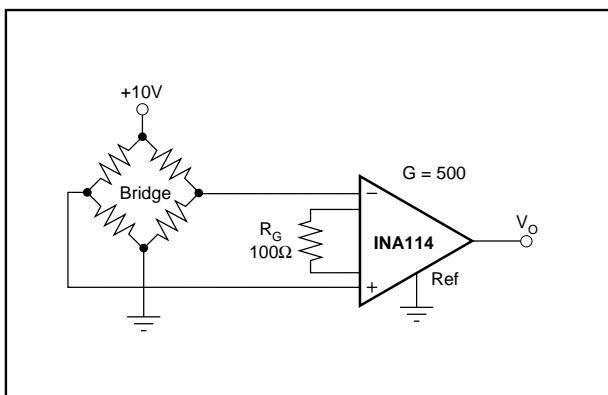 +10V
Bridge
G = 500
R_G
100Ω
−
INA114
+
Ref
V_O